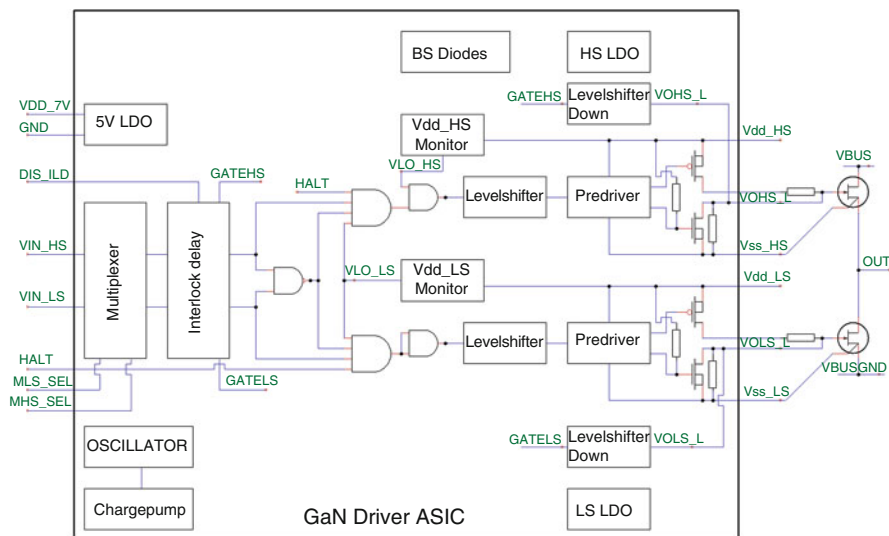 BS Diodes
HS LDO
VDD_7V
GND
5V LDO
GATEHS
Levelshifter
Down
VOHS_L
Vdd_HS
Monitor
Vdd_HS
VLO_HS
DIS_ILD
GATEHS
HALT
Levelshifter
Predriver
VOHS_L
VBUS
VIN_HS
VIN_LS
Multiplexer
Interlock delay
Vss_HS
VLO_LS
Vdd_LS
Monitor
Vdd_LS
OUT
HALT
MLS_SEL
MHS_SEL
GATELS
Levelshifter
Predriver
VOLS_L
VBUSGND
Vss_LS
GATELS
Levelshifter
Down
VOLS_L
OSCILLATOR
Chargepump
GaN Driver ASIC
LS LDO